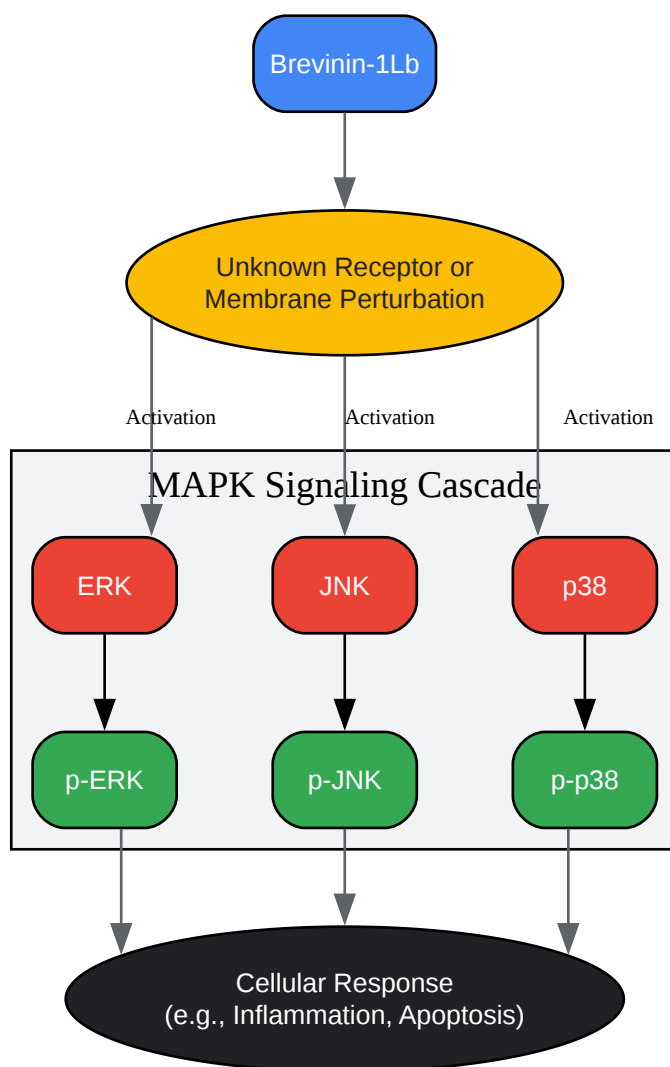 Brevinin-1Lb
Unknown Receptor or
Membrane Perturbation
Activation Activation Activation
MAPK Signaling Cascade
ERK JNK p38
p-ERK p-JNK p-p38
Cellular Response
(e.g., Inflammation, Apoptosis)